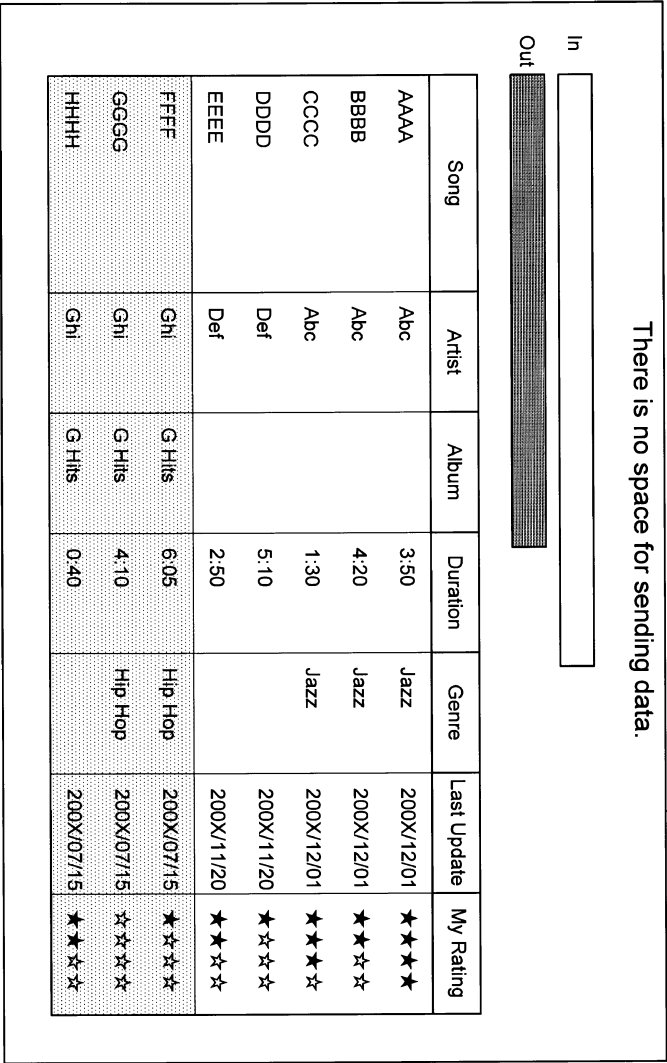 There is no space for sending data.
In
Out
Song Artist Album Duration Genre Last Update My Rating
AAAA Abc 3:50 Jazz 200X/12/01 ★★★★
BBBB Abc 4:20 Jazz 200X/12/01 ★★☆☆
CCCC Abc 1:30 Jazz 200X/12/01 ★★★☆
DDDD Def 5:10 200X/11/20 ★☆☆☆
EEEE Def 2:50 200X/11/20 ★★☆☆
FFFF Ghi G Hits 6:05 Hip Hop 200X/07/15 ★☆☆☆
GGGG Ghi G Hits 4:10 Hip Hop 200X/07/15 ☆☆☆☆
HHHH Ghi G Hits 0:40 200X/07/15 ★★☆☆